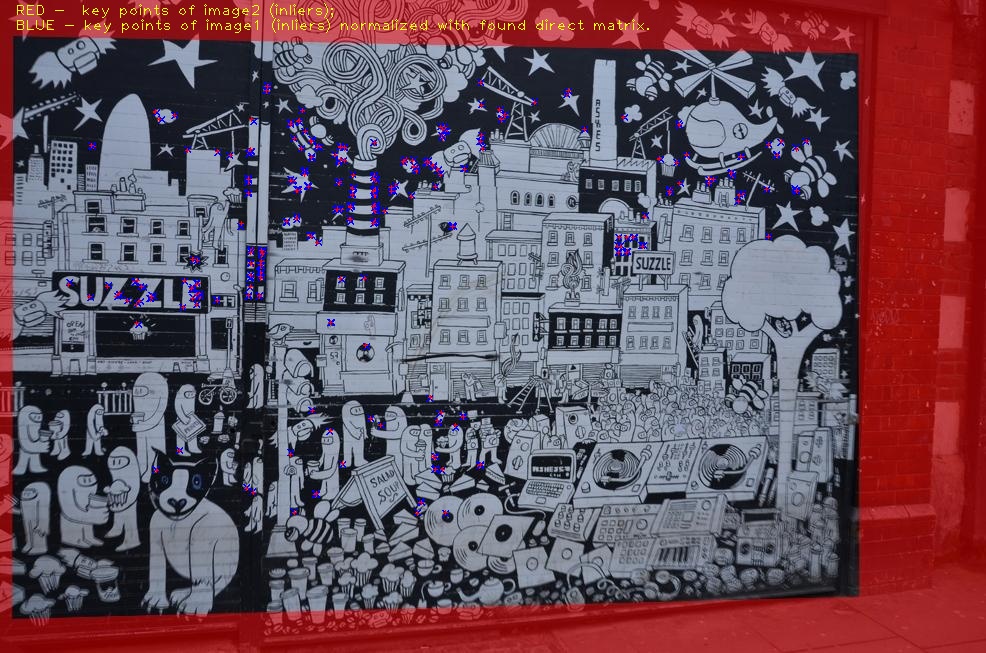 RED - key points of image2 (inliers);
BLUE - key points of image1 (inliers) normalized with found direct matrix.
ASHES
SUZZLE
SUZZLE
OPEN
SALAD
SOUP